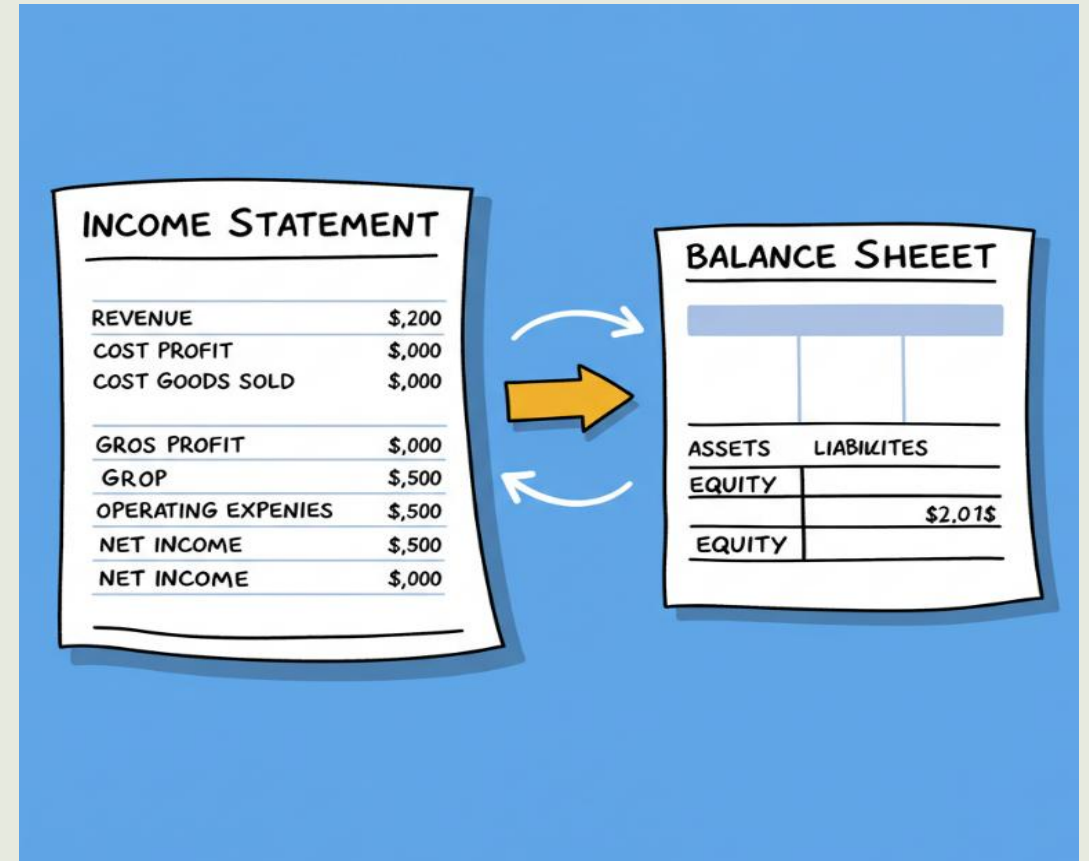 INCOME STATEMENT
REVENUE $,200
COST PROFIT $,000
COST GOODS SOLD $,000
GROS PROFIT $,000
GROP $,500
OPERATING EXPENIES $,500
NET INCOME $,500
NET INCOME $,000
BALANCE SHEEET
ASSETS LIABILITES
EQUITY
$2.01$
EQUITY